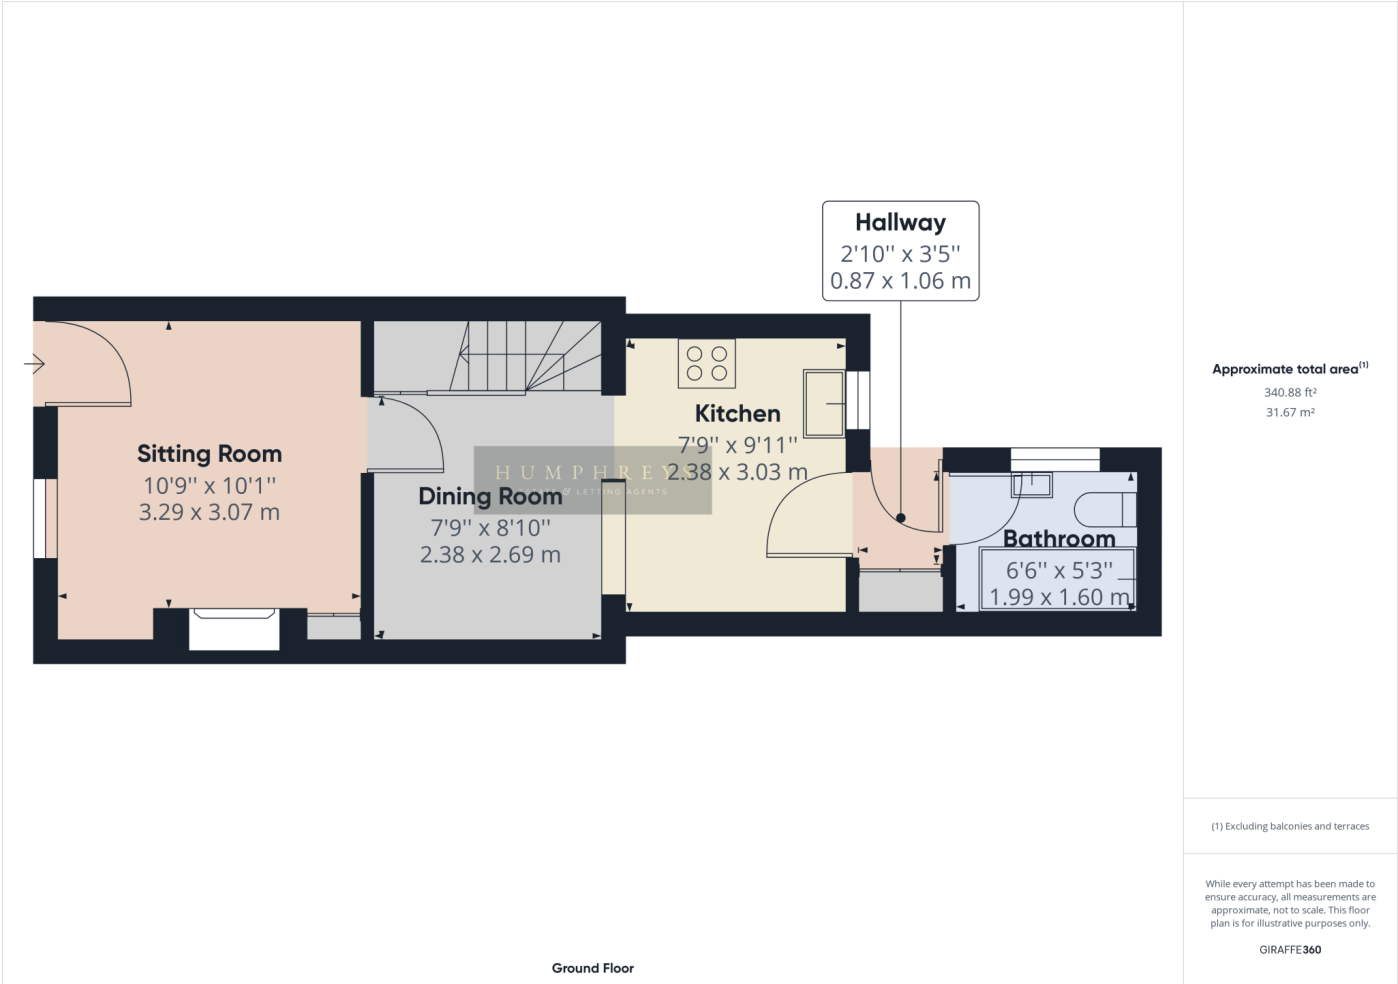 Hallway
2'10'' x 3'5''
0.87 x 1.06 m
Sitting Room
10'9'' x 10'1''
3.29 x 3.07 m
Kitchen
7'9'' x 9'11''
2.38 x 3.03 m
HUMPHREYS
ESTATE & LETTING AGENTS
Dining Room
7'9'' x 8'10''
2.38 x 2.69 m
Bathroom
6'6'' x 5'3''
1.99 x 1.60 m
Ground Floor
Approximate total area(1)
340.88 ft²
31.67 m²
(1) Excluding balconies and terraces
While every attempt has been made to
ensure accuracy, all measurements are
approximate, not to scale. This floor
plan is for illustrative purposes only.
GIRAFFE360